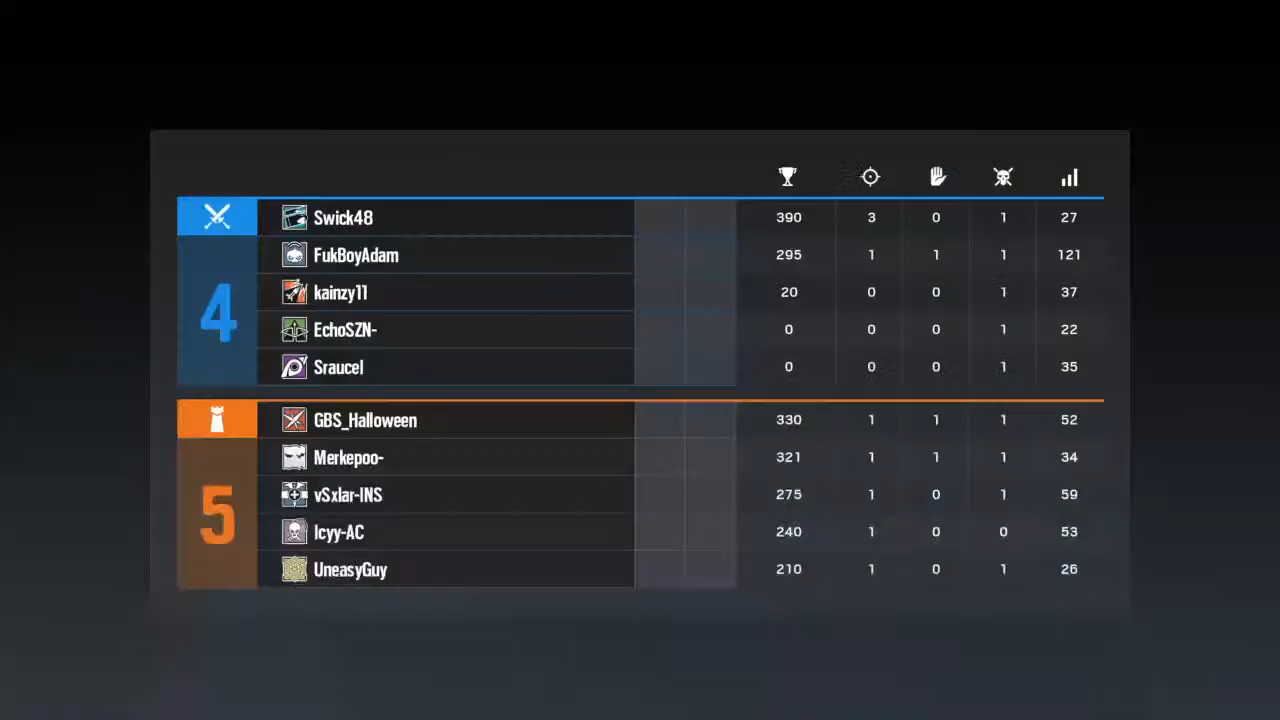 Swick48 390 3 0 1 27
FukBoyAdam 295 1 1 1 121
4
kainzy11 20 0 0 1 37
EchoSZN- 0 0 0 1 22
Sraucel 0 0 0 1 35
GBS_Halloween 330 1 1 1 52
Merkepoo- 321 1 1 1 34
5
vSxlar-INS 275 1 0 1 59
Icyy-AC 240 1 0 0 53
UneasyGuy 210 1 0 1 26